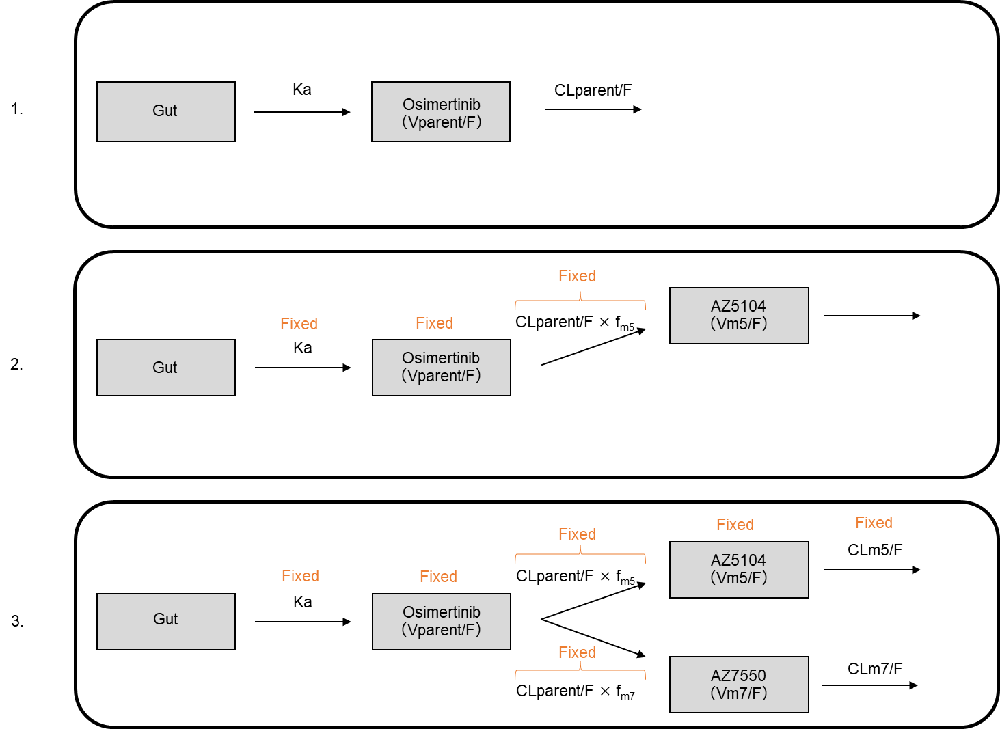 1.
Gut
Ka
Osimertinib
（Vparent/F）
CLparent/F
2.
Gut
Fixed
Ka
Fixed
Osimertinib
（Vparent/F）
Fixed
CLparent/F × fm5
AZ5104
（Vm5/F）
3.
Gut
Fixed
Ka
Fixed
Osimertinib
（Vparent/F）
Fixed
CLparent/F × fm5
Fixed
AZ5104
（Vm5/F）
Fixed
CLm5/F
Fixed
CLparent/F × fm7
AZ7550
（Vm7/F）
CLm7/F